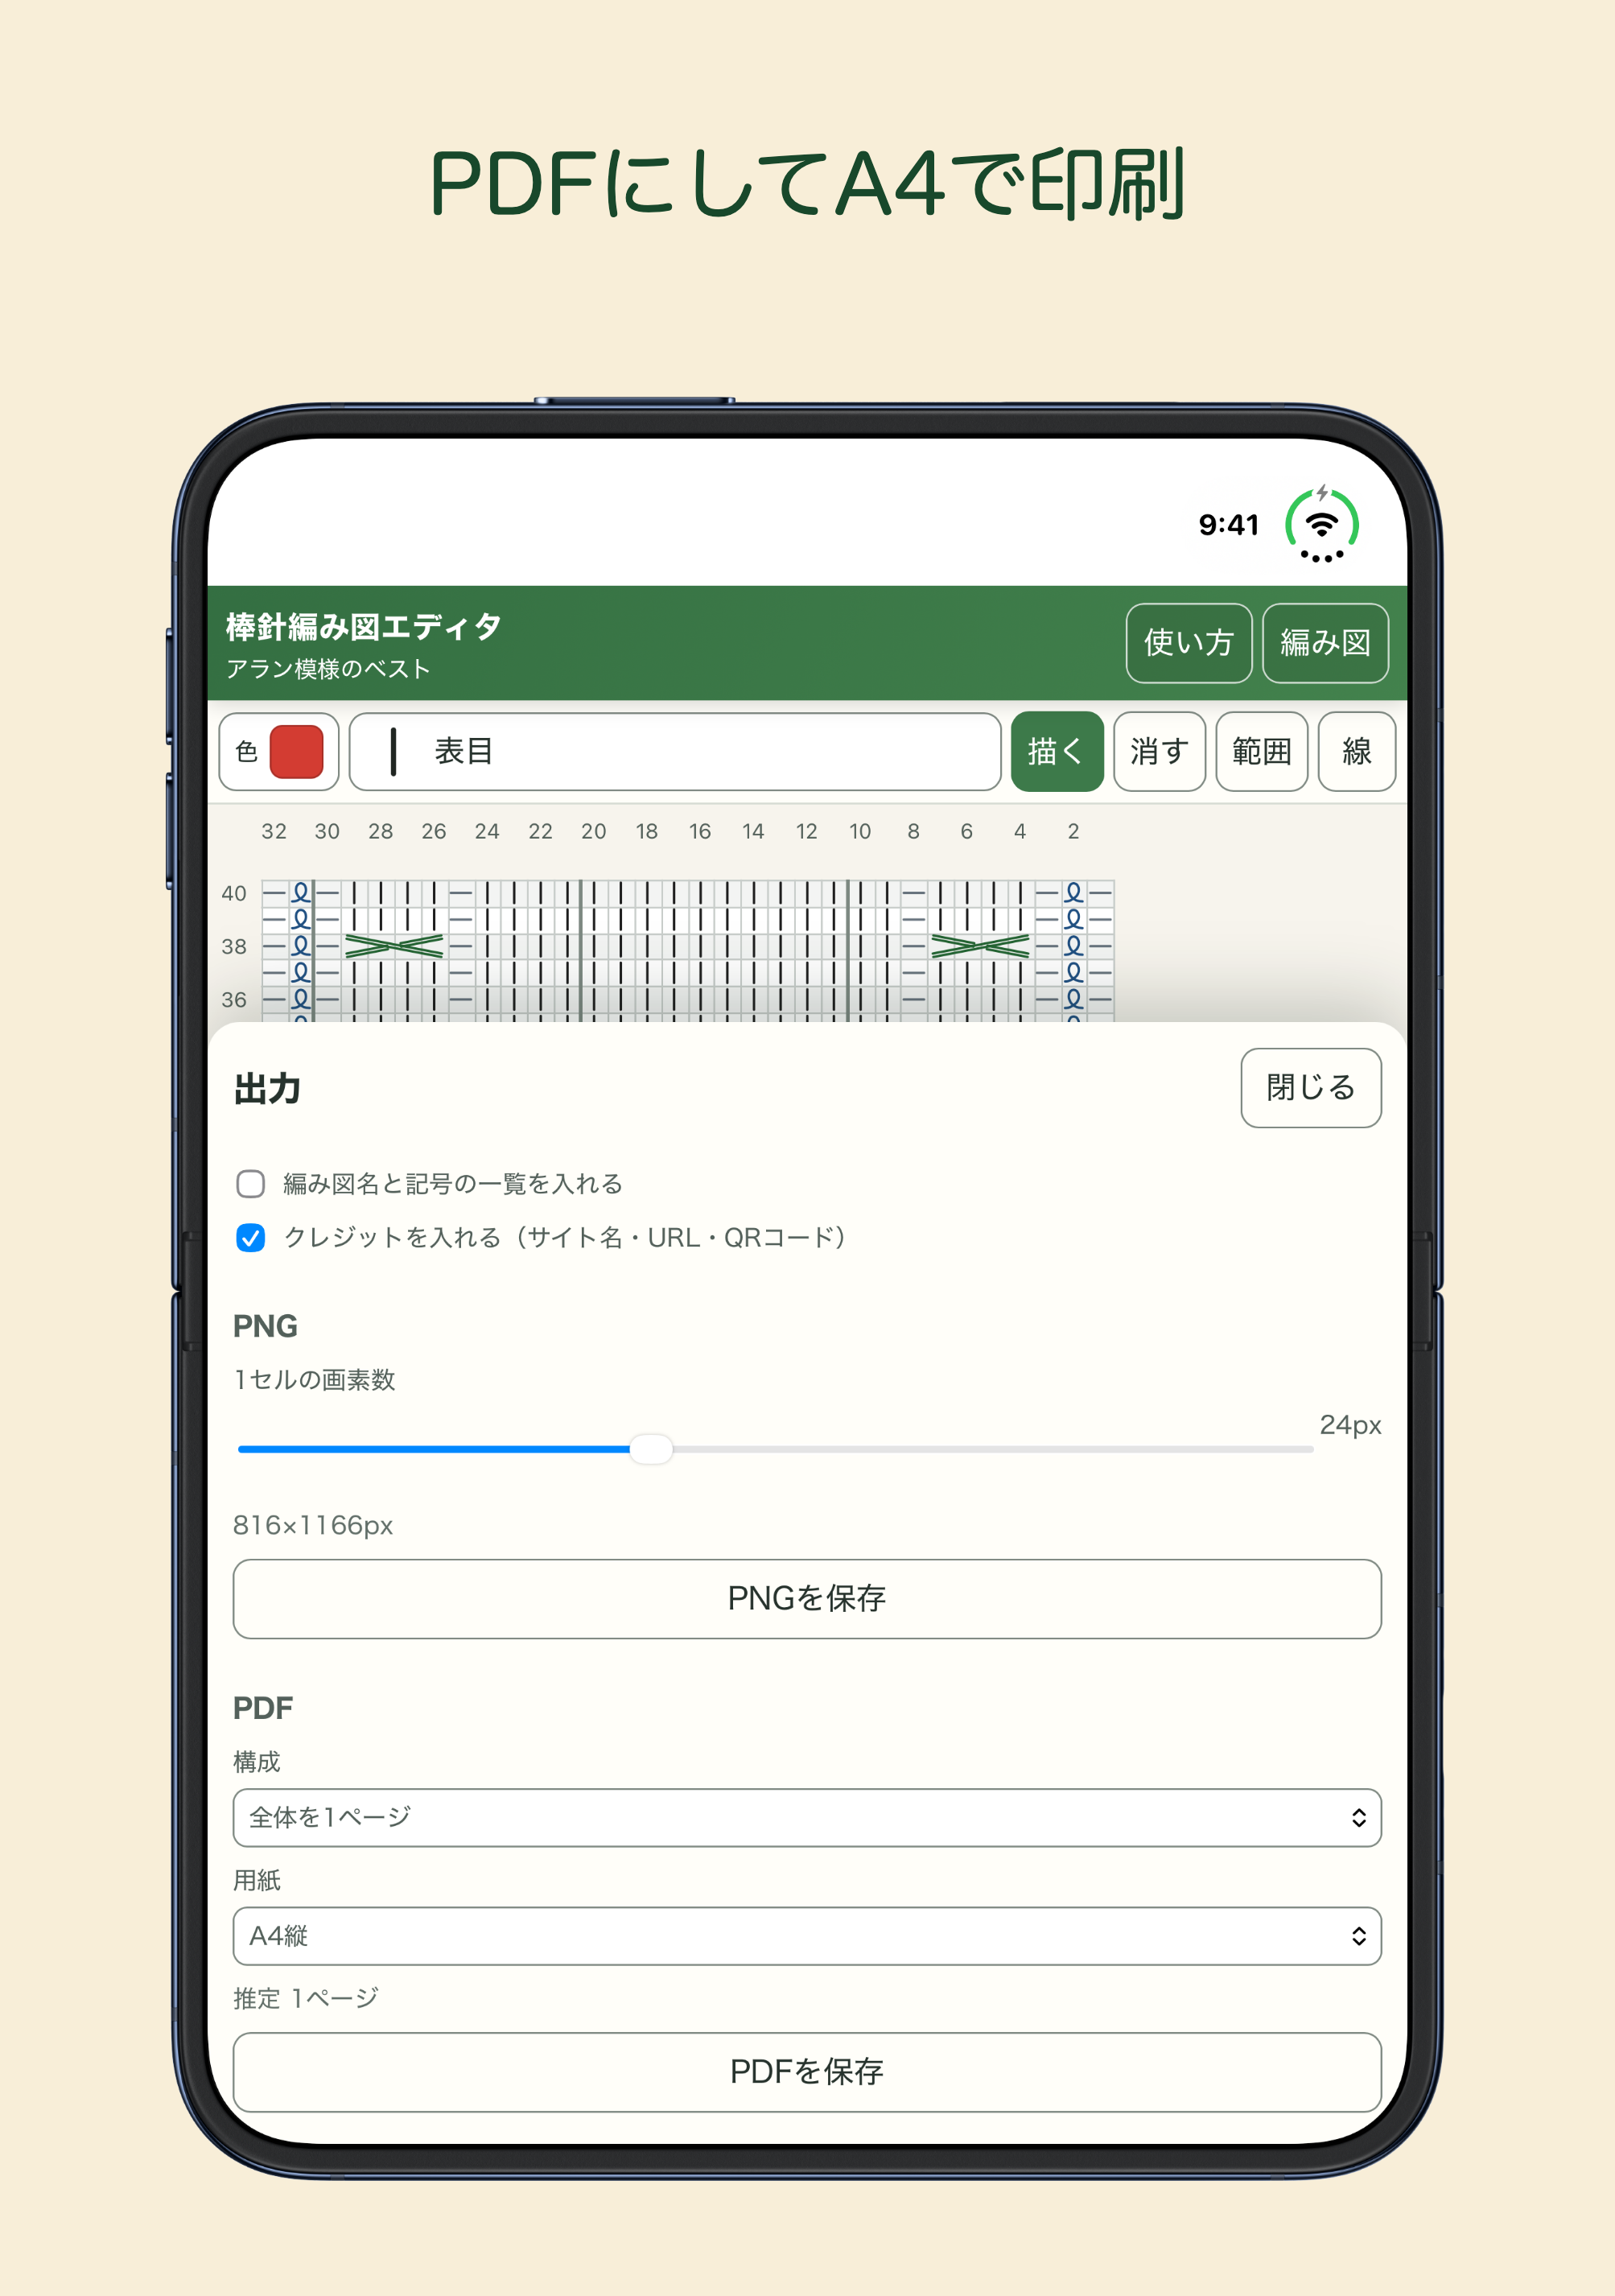 PDFにしてA4で印刷
9:41
棒針編み図エディタ
アラン模様のベスト
使い方
編み図
色
表目
描く
消す
範囲
線
32 30 28 26 24 22 20 18 16 14 12 10 8 6 4 2
40
38
36
出力
閉じる
編み図名と記号の一覧を入れる
クレジットを入れる（サイト名・URL・QRコード）
PNG
1セルの画素数
24px
816×1166px
PNGを保存
PDF
構成
全体を1ページ
用紙
A4縦
推定 1ページ
PDFを保存